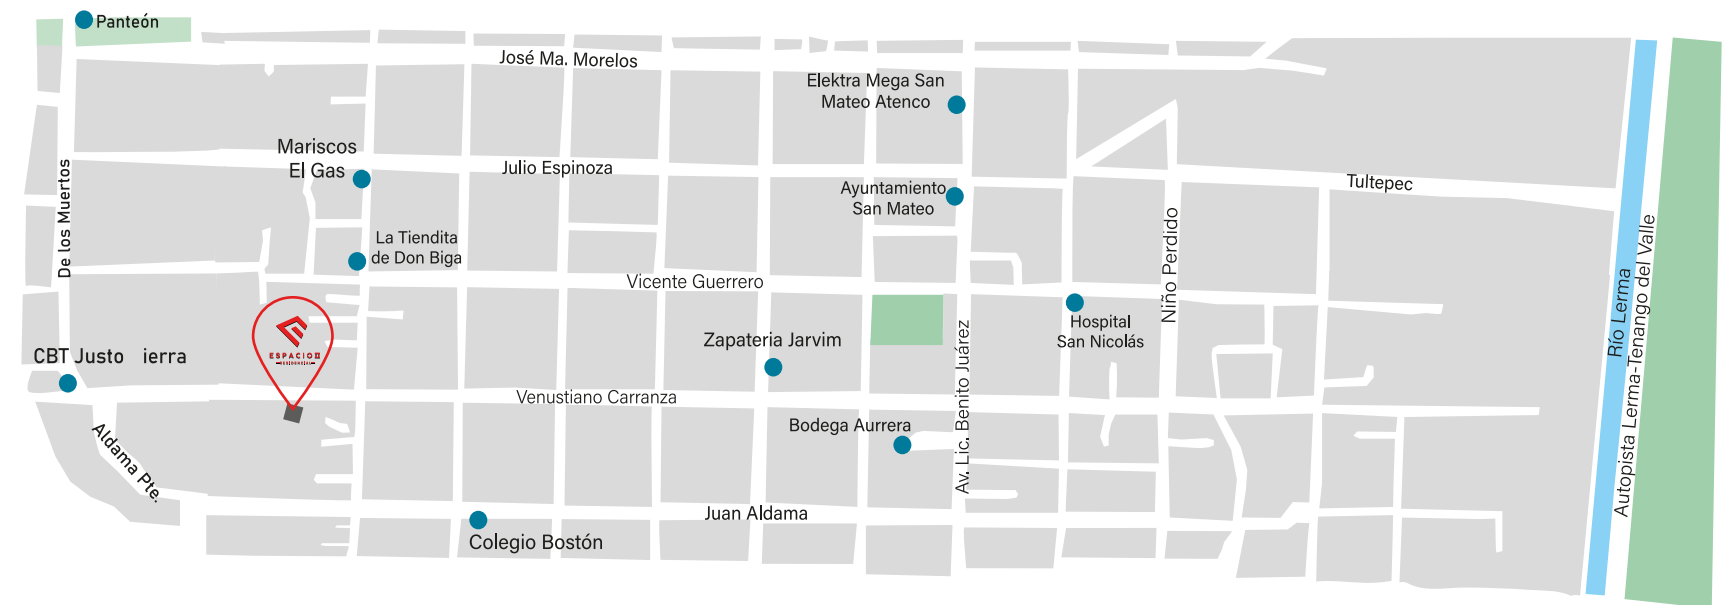 Panteón
José Ma. Morelos
Elektra Mega San
Mateo Atenco
Mariscos
El Gas
Julio Espinoza
Tultepec
Ayuntamiento
San Mateo
De los Muertos
La Tiendita
de Don Biga
Niño Perdido
Vicente Guerrero
Río Lerma
Autopista Lerma-Tenango del Valle
Hospital
San Nicolás
Zapateria Jarvim
ESPACIO II
RESIDENCIAL
CBT Justo ierra
Av. Lic. Benito Juárez
Venustiano Carranza
Bodega Aurrera
Aldama Pte.
Juan Aldama
Colegio Bostón